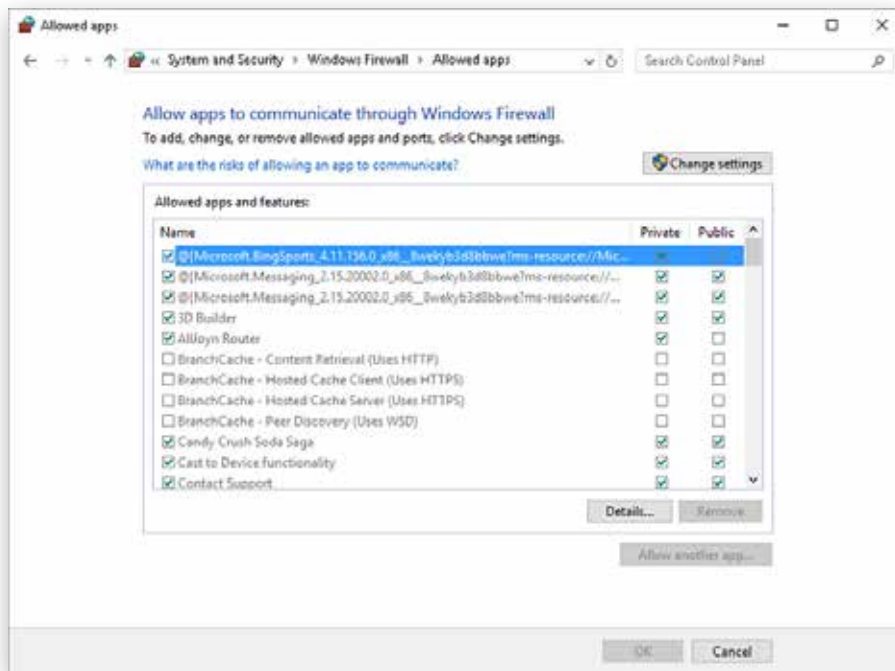 Allowed apps
« System and Security › Windows Firewall › Allowed apps
Search Control Panel
Allow apps to communicate through Windows Firewall
To add, change, or remove allowed apps and ports, click Change settings.
What are the risks of allowing an app to communicate?
Change settings
Allowed apps and features:
Name Private Public
@{Microsoft.BingSports_4.11.156.0_x86__8wekyb3d8bbwe?ms-resource://Mic...
@{Microsoft.Messaging_2.15.20002.0_x86__8wekyb3d8bbwe?ms-resource://...
@{Microsoft.Messaging_2.15.20002.0_x86__8wekyb3d8bbwe?ms-resource://...
3D Builder
AllJoyn Router
BranchCache - Content Retrieval (Uses HTTP)
BranchCache - Hosted Cache Client (Uses HTTPS)
BranchCache - Hosted Cache Server (Uses HTTPS)
BranchCache - Peer Discovery (Uses WSD)
Candy Crush Soda Saga
Cast to Device functionality
Contact Support
Details... Remove
Allow another app...
OK Cancel